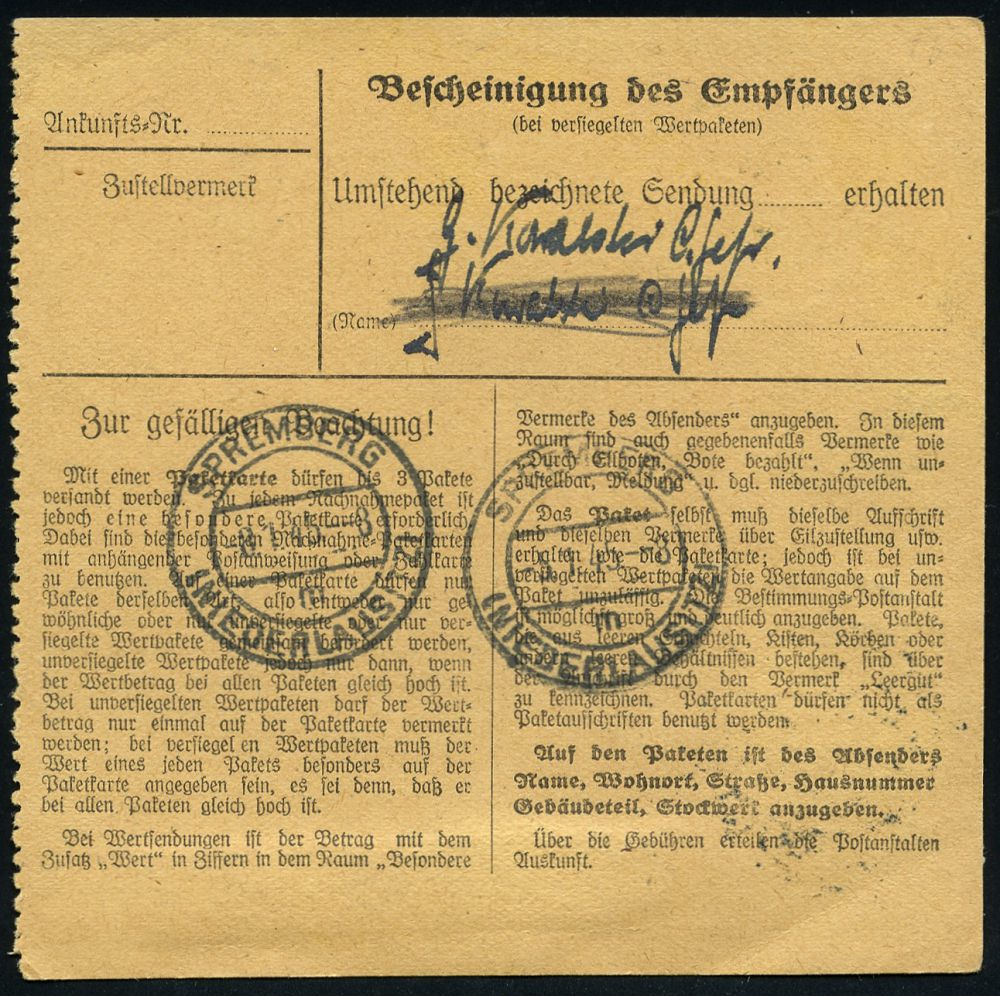 Bescheinigung des Empfängers
(bei versiegelten Wertpaketen)
Ankunfts-Nr. ..............
Zustellvermerk
Umstehend bezeichnete Sendung......... erhalten
(Name)
Zur gefälligen Beachtung!
Mit einer Paketkarte dürfen bis 3 Pakete
versandt werden. Zu jedem Nachnahmepaket ist
jedoch eine besondere Paketkarte erforderlich.
Dabei sind die besonderen Nachnahme-Paketkarten
mit anhängender Postanweisung oder Zahlkarte
zu benutzen. Auf einer Paketkarte dürfen nur
Pakete derselben Art, also entweder nur ge-
wöhnliche oder nur unversiegelte oder nur ver-
siegelte Wertpakete gemeinsam befördert werden,
unversiegelte Wertpakete jedoch nur dann, wenn
der Wertbetrag bei allen Paketen gleich hoch ist.
Bei unversiegelten Wertpaketen darf der Wert-
betrag nur einmal auf der Paketkarte vermerkt
werden; bei versiegel en Wertpaketen muß der
Wert eines jeden Pakets besonders auf der
Paketkarte angegeben sein, es sei denn, daß er
bei allen Paketen gleich hoch ist.
Bei Wertsendungen ist der Betrag mit dem
Zusatz „Wert" in Ziffern in dem Raum „Besondere
Vermerke des Absenders" anzugeben. In diesem
Raum sind auch gegebenenfalls Vermerke wie
„Durch Eilboten, Bote bezahlt", „Wenn un-
zustellbar, Meldung" u. dgl. niederzuschreiben.
Das Paket selbst muß dieselbe Aufschrift
und dieselben Vermerke über Eilzustellung usw.
erhalten wie die Paketkarte; jedoch ist bei un-
versiegelten Wertpaketen die Wertangabe auf dem
Paket unzulässig. Die Bestimmungs-Postanstalt
ist möglichst groß und deutlich anzugeben. Pakete,
die aus leeren Schachteln, Kisten, Körben oder
andern leeren Behältnissen bestehen, sind über
der Aufschrift durch den Vermerk „Leergut"
zu kennzeichnen. Paketkarten dürfen nicht als
Paketaufschriften benutzt werden.
Auf den Paketen ist des Absenders
Name, Wohnort, Straße, Hausnummer
Gebäudeteil, Stockwerk anzugeben.
Über die Gebühren erteilen die Postanstalten
Auskunft.
SPREMBERG
(NIEDERLAUSITZ)
m
SPREMBERG
(NIEDERLAUSITZ)
m